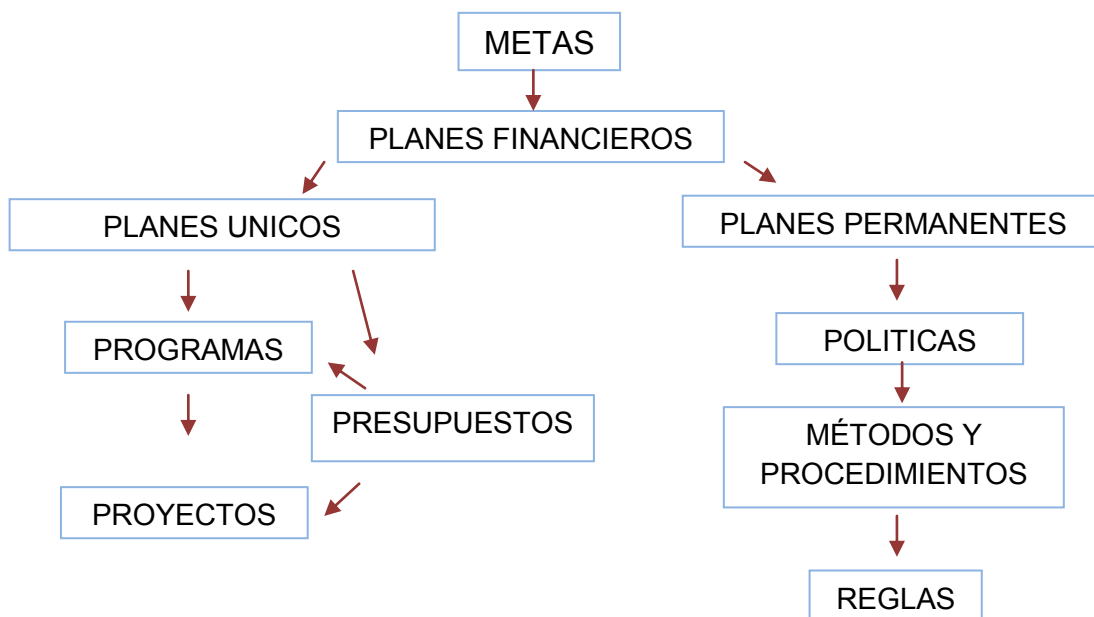 METAS
PLANES FINANCIEROS
PLANES UNICOS
PLANES PERMANENTES
PROGRAMAS
POLITICAS
PRESUPUESTOS
MÉTODOS Y
PROCEDIMIENTOS
PROYECTOS
REGLAS